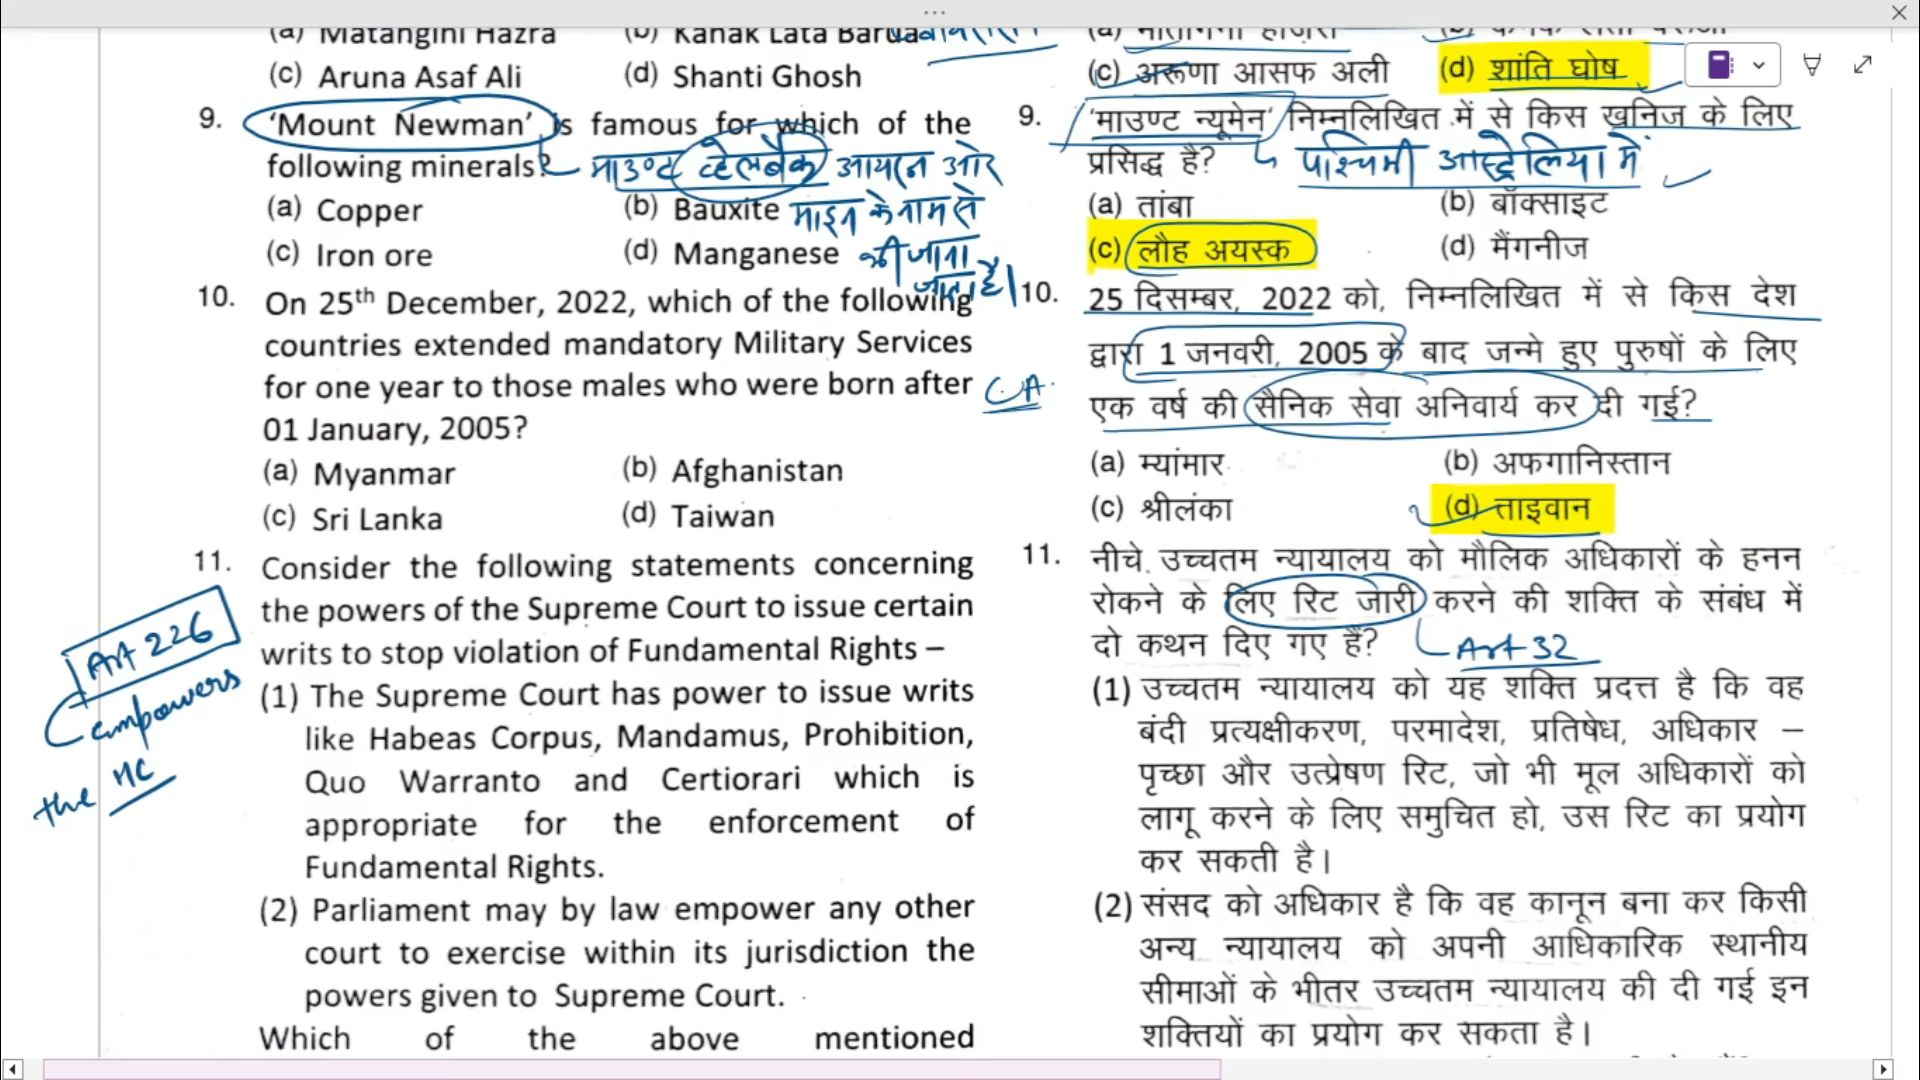 (a) Matangini Hazra (b) Kanak Lata Barua
(c) Aruna Asaf Ali (d) Shanti Ghosh
9. ‘Mount Newman’ is famous for which of the
following minerals?
माउण्ट व्हेलबैक आयरन ओर
(a) Copper (b) Bauxite
माइन के नाम से
(c) Iron ore (d) Manganese
भी जाना
जाता है।
10. On 25th December, 2022, which of the following
countries extended mandatory Military Services
for one year to those males who were born after
01 January, 2005?
CA
(a) Myanmar (b) Afghanistan
(c) Sri Lanka (d) Taiwan
11. Consider the following statements concerning
the powers of the Supreme Court to issue certain
writs to stop violation of Fundamental Rights –
(1) The Supreme Court has power to issue writs
like Habeas Corpus, Mandamus, Prohibition,
Quo Warranto and Certiorari which is
appropriate for the enforcement of
Fundamental Rights.
(2) Parliament may by law empower any other
court to exercise within its jurisdiction the
powers given to Supreme Court.
Which of the above mentioned
Art 226
empowers
the HC
(c) अरूणा आसफ अली (d) शांति घोष
9. ‘माउण्ट न्यूमेन’ निम्नलिखित में से किस खनिज के लिए
प्रसिद्ध है?
पश्चिमी आस्ट्रेलिया में
(a) तांबा (b) बॉक्साइट
(c) लौह अयस्क (d) मैंगनीज
10. 25 दिसम्बर, 2022 को, निम्नलिखित में से किस देश
द्वारा 1 जनवरी, 2005 के बाद जन्मे हुए पुरुषों के लिए
एक वर्ष की सैनिक सेवा अनिवार्य कर दी गई?
(a) म्यांमार (b) अफगानिस्तान
(c) श्रीलंका (d) ताइवान
11. नीचे उच्चतम न्यायालय को मौलिक अधिकारों के हनन
रोकने के लिए रिट जारी करने की शक्ति के संबंध में
दो कथन दिए गए हैं?
Art 32
(1) उच्चतम न्यायालय को यह शक्ति प्रदत्त है कि वह
बंदी प्रत्यक्षीकरण, परमादेश, प्रतिषेध, अधिकार –
पृच्छा और उत्प्रेषण रिट, जो भी मूल अधिकारों को
लागू करने के लिए समुचित हो, उस रिट का प्रयोग
कर सकती है।
(2) संसद को अधिकार है कि वह कानून बना कर किसी
अन्य न्यायालय को अपनी आधिकारिक स्थानीय
सीमाओं के भीतर उच्चतम न्यायालय की दी गई इन
शक्तियों का प्रयोग कर सकता है।